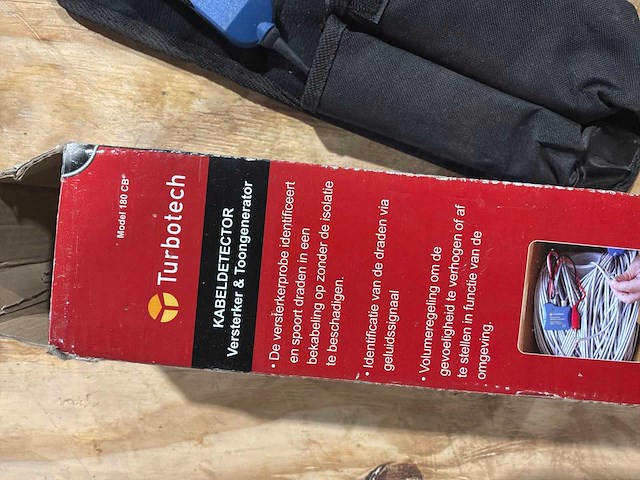 Model 180 CB
Turbotech
KABELDETECTOR
Versterker & Toongenerator
• De versterkerprobe identificeert
en spoort draden in een
bekabeling op zonder de isolatie
te beschadigen.
• Identificatie van de draden via
geluidssignaal
• Volumeregeling om de
gevoeligheid te verhogen of af
te stellen in functie van de
omgeving.